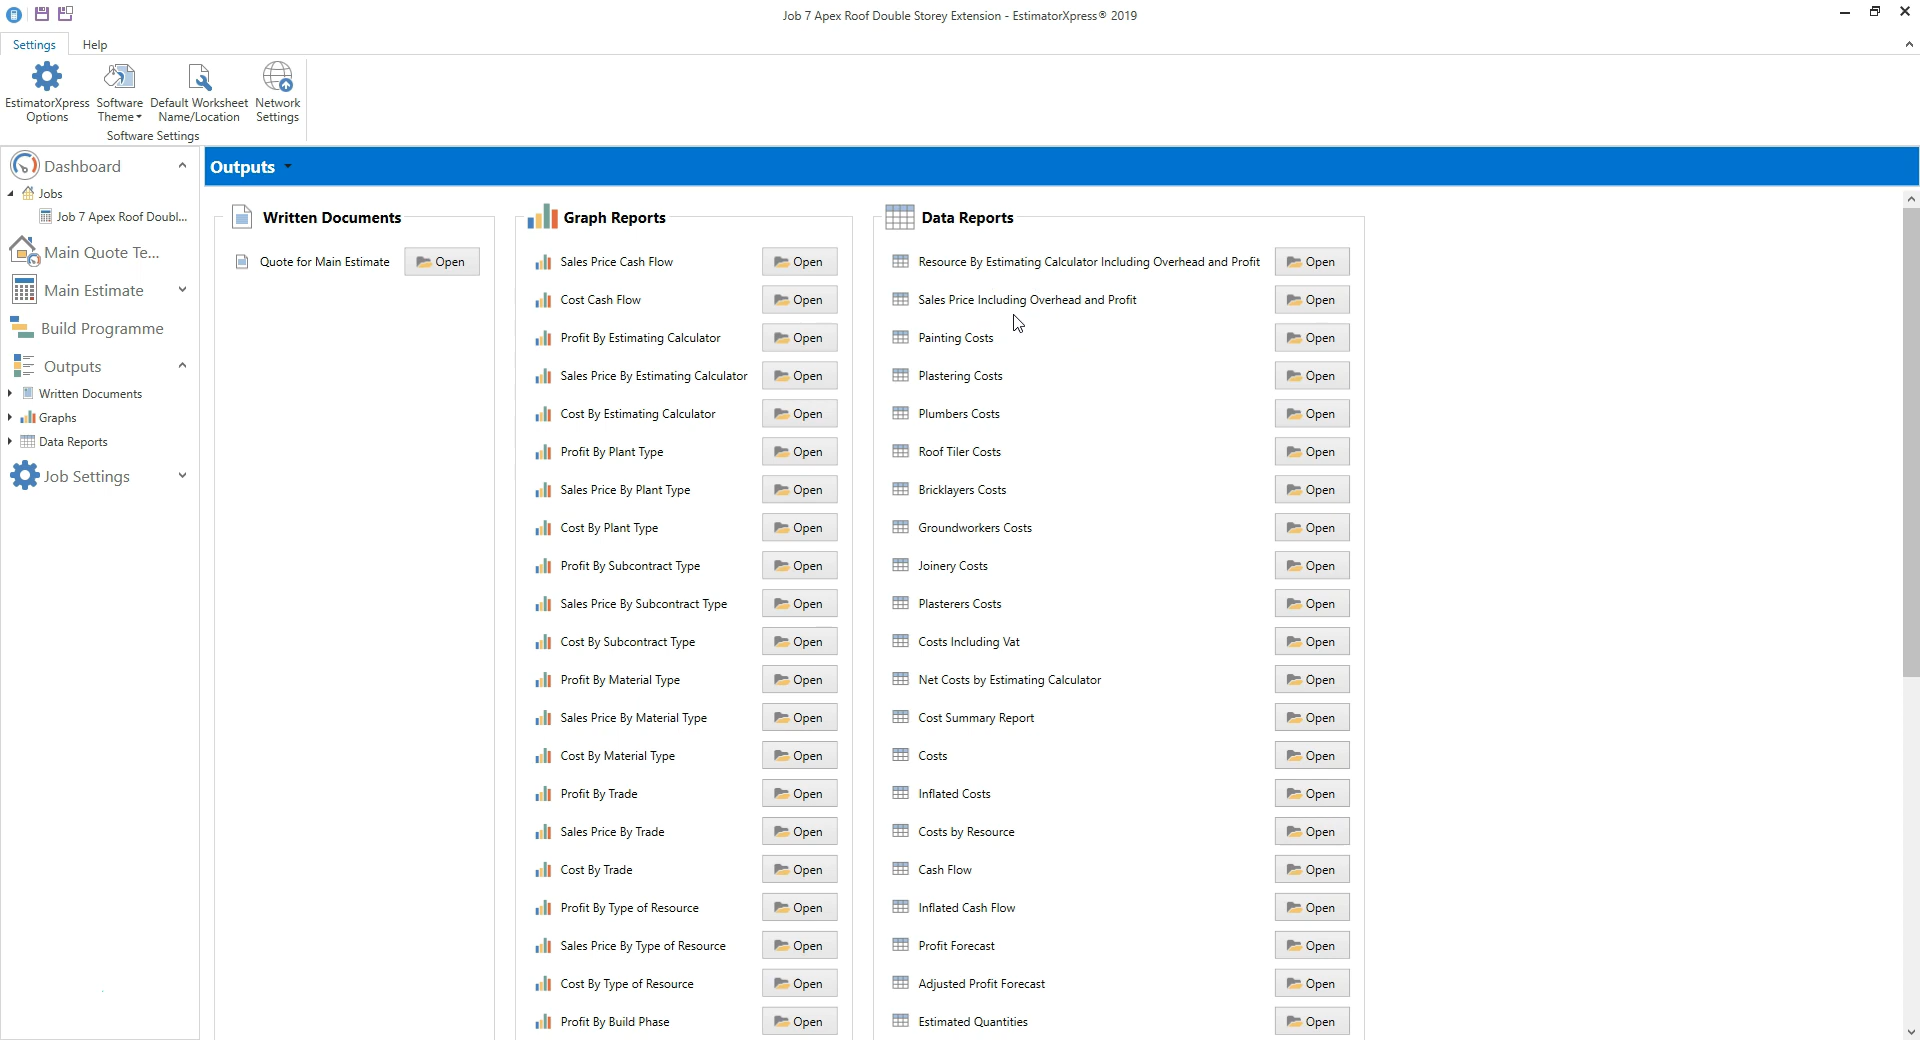 Job 7 Apex Roof Double Storey Extension - EstimatorXpress® 2019
Settings
Help
EstimatorXpress Options
Software Theme
Default Worksheet Name/Location
Network Settings
Software Settings
Dashboard
Jobs
Job 7 Apex Roof Doubl...
Main Quote Te...
Main Estimate
Build Programme
Outputs
Written Documents
Graphs
Data Reports
Job Settings
Outputs
Written Documents
Quote for Main Estimate Open
Graph Reports
Sales Price Cash Flow Open
Cost Cash Flow Open
Profit By Estimating Calculator Open
Sales Price By Estimating Calculator Open
Cost By Estimating Calculator Open
Profit By Plant Type Open
Sales Price By Plant Type Open
Cost By Plant Type Open
Profit By Subcontract Type Open
Sales Price By Subcontract Type Open
Cost By Subcontract Type Open
Profit By Material Type Open
Sales Price By Material Type Open
Cost By Material Type Open
Profit By Trade Open
Sales Price By Trade Open
Cost By Trade Open
Profit By Type of Resource Open
Sales Price By Type of Resource Open
Cost By Type of Resource Open
Profit By Build Phase Open
Data Reports
Resource By Estimating Calculator Including Overhead and Profit Open
Sales Price Including Overhead and Profit Open
Painting Costs Open
Plastering Costs Open
Plumbers Costs Open
Roof Tiler Costs Open
Bricklayers Costs Open
Groundworkers Costs Open
Joinery Costs Open
Plasterers Costs Open
Costs Including Vat Open
Net Costs by Estimating Calculator Open
Cost Summary Report Open
Costs Open
Inflated Costs Open
Costs by Resource Open
Cash Flow Open
Inflated Cash Flow Open
Profit Forecast Open
Adjusted Profit Forecast Open
Estimated Quantities Open